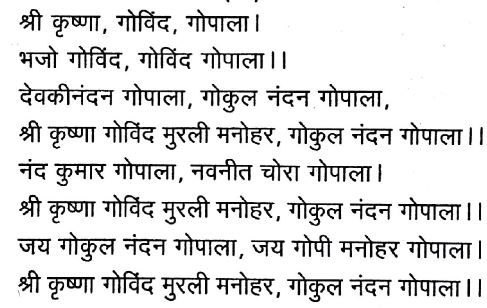 श्री कृष्णा, गोविंद, गोपाला।
भजो गोविंद, गोविंद गोपाला।।
देवकीनंदन गोपाला, गोकुल नंदन गोपाला,
श्री कृष्णा गोविंद मुरली मनोहर, गोकुल नंदन गोपाला।।
नंद कुमार गोपाला, नवनीत चोरा गोपाला।
श्री कृष्णा गोविंद मुरली मनोहर, गोकुल नंदन गोपाला।।
जय गोकुल नंदन गोपाला, जय गोपी मनोहर गोपाला।
श्री कृष्णा गोविंद मुरली मनोहर, गोकुल नंदन गोपाला।।